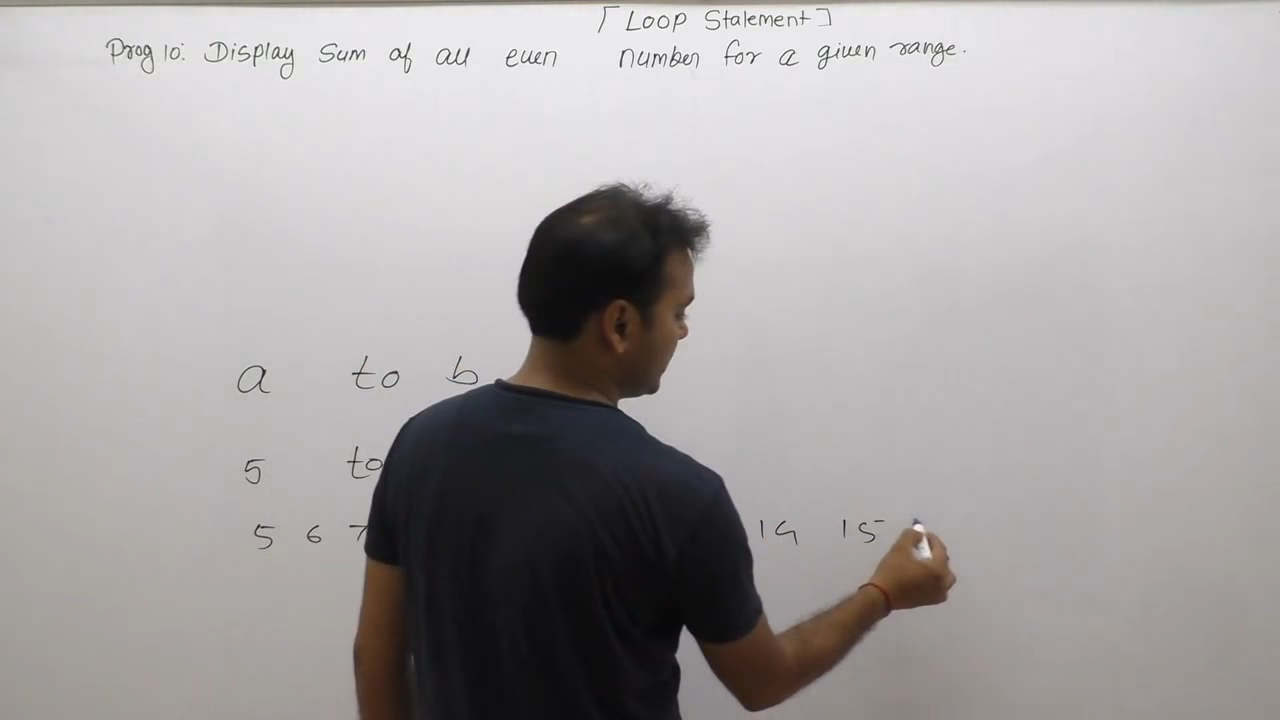 [Loop Statement]
Prog 10: Display Sum of all even number for a given range.
a to b
5 to
5 6 7 14 15